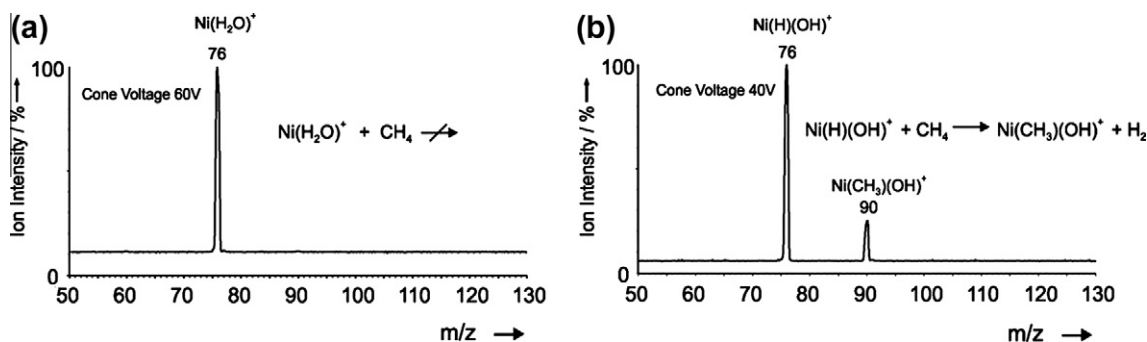 (a)
Ni(H₂O)⁺
76
100
Cone Voltage 60V
Ni(H₂O)⁺ + CH₄ ↛
Ion Intensity / % →
0
50 60 70 80 90 100 110 120 130
m/z →
(b)
Ni(H)(OH)⁺
76
100
Cone Voltage 40V
Ni(H)(OH)⁺ + CH₄ → Ni(CH₃)(OH)⁺ + H₂
Ni(CH₃)(OH)⁺
90
Ion Intensity / % →
0
50 60 70 80 90 100 110 120 130
m/z →